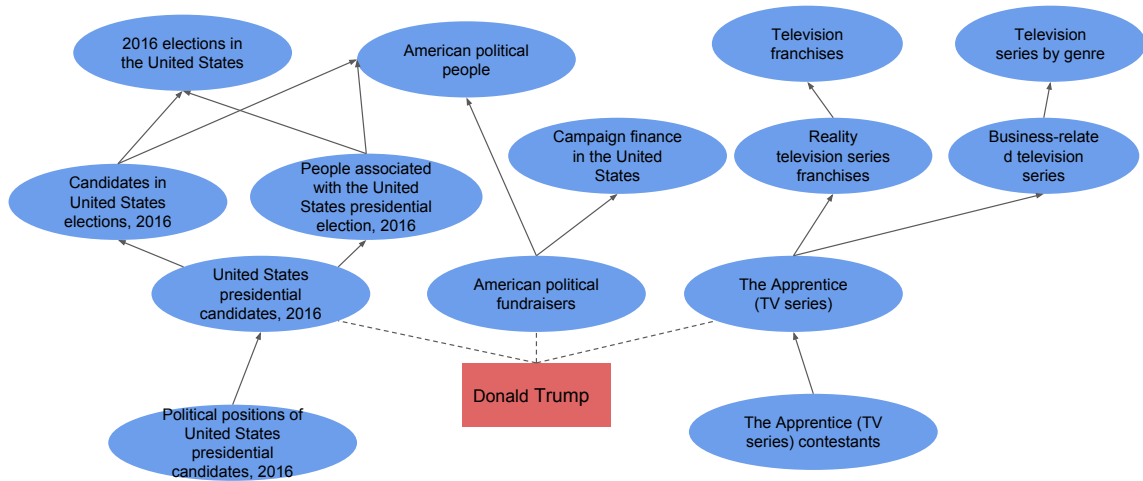 2016 elections in
the United States
American political
people
Television
franchises
Television
series by genre
Candidates in
United States
elections, 2016
People associated
with the United
States presidential
election, 2016
Campaign finance
in the United
States
Reality
television series
franchises
Business-relate
d television
series
United States
presidential
candidates, 2016
American political
fundraisers
The Apprentice
(TV series)
Donald Trump
Political positions of
United States
presidential
candidates, 2016
The Apprentice (TV
series) contestants